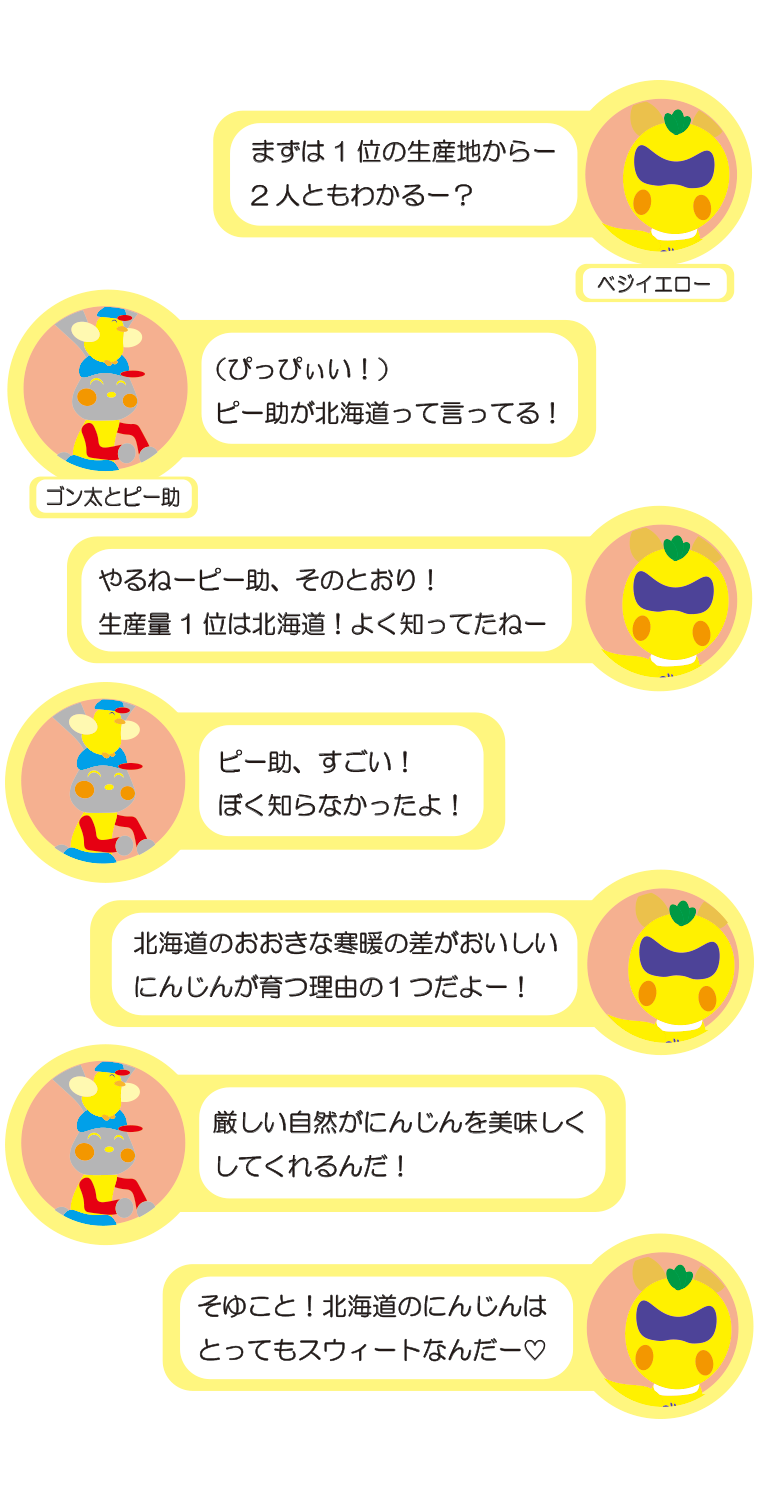 まずは１位の生産地からー
２人ともわかるー？
ベジイエロー
（ぴっぴぃい！）
ピー助が北海道って言ってる！
ゴン太とピー助
やるねーピー助、そのとおり！
生産量１位は北海道！よく知ってたねー
ピー助、すごい！
ぼく知らなかったよ！
北海道のおおきな寒暖の差がおいしい
にんじんが育つ理由の１つだよー！
厳しい自然がにんじんを美味しく
してくれるんだ！
そゆこと！北海道のにんじんは
とってもスウィートなんだー♡